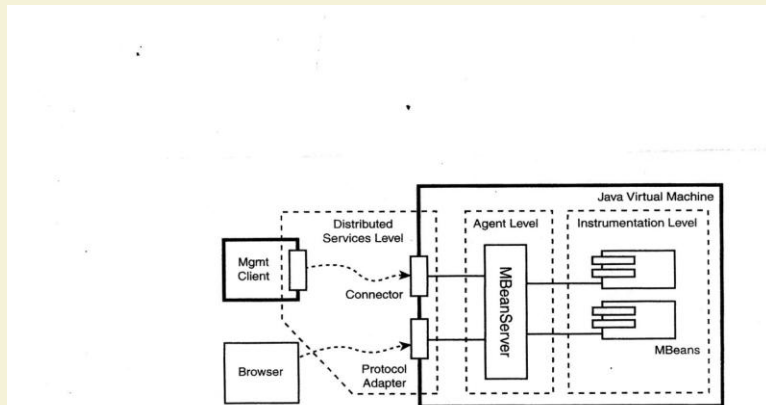 Java Virtual Machine
Distributed
Services Level
Agent Level
Instrumentation Level
Mgmt
Client
Connector
MBeanServer
MBeans
Browser
Protocol
Adapter